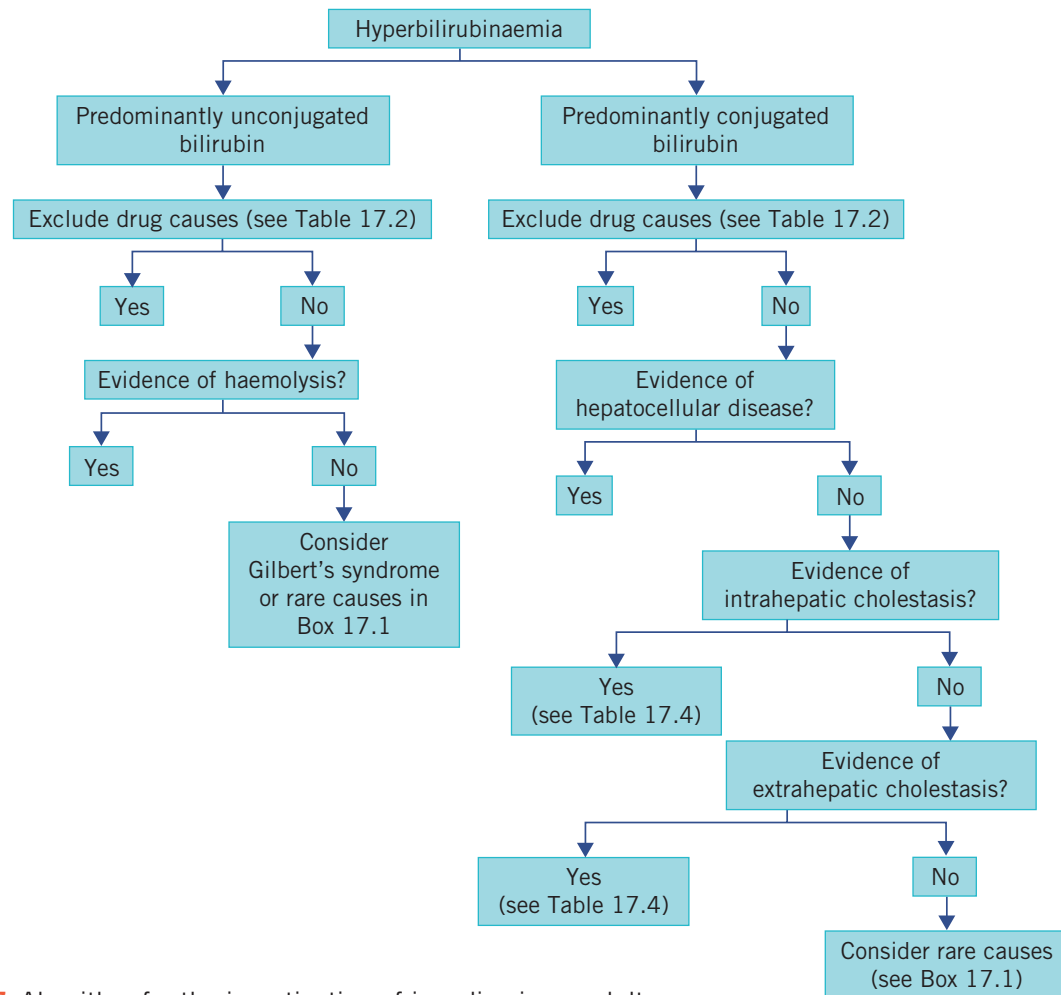 Hyperbilirubinaemia
Predominantly unconjugated
bilirubin
Predominantly conjugated
bilirubin
Exclude drug causes (see Table 17.2)
Exclude drug causes (see Table 17.2)
Yes
No
Yes
No
Evidence of haemolysis?
Evidence of
hepatocellular disease?
Yes
No
Yes
No
Consider
Gilbert's syndrome
or rare causes in
Box 17.1
Evidence of
intrahepatic cholestasis?
Yes
(see Table 17.4)
No
Evidence of
extrahepatic cholestasis?
Yes
(see Table 17.4)
No
Consider rare causes
(see Box 17.1)